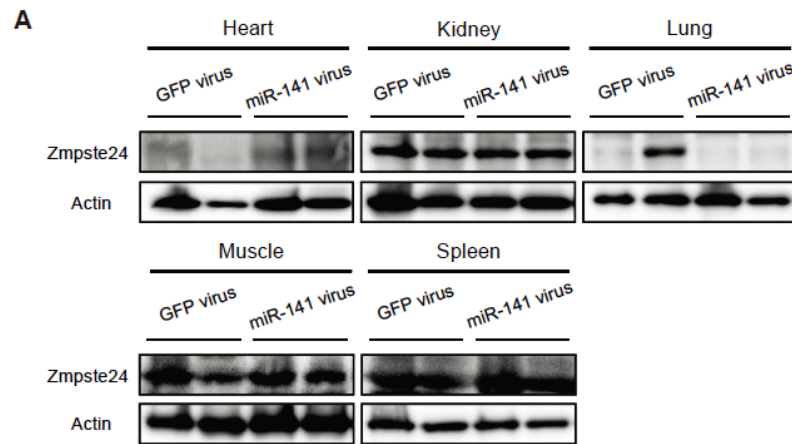 A
Heart Kidney Lung
GFP virus miR-141 virus GFP virus miR-141 virus GFP virus miR-141 virus
Zmpste24
Actin
Muscle Spleen
GFP virus miR-141 virus GFP virus miR-141 virus
Zmpste24
Actin